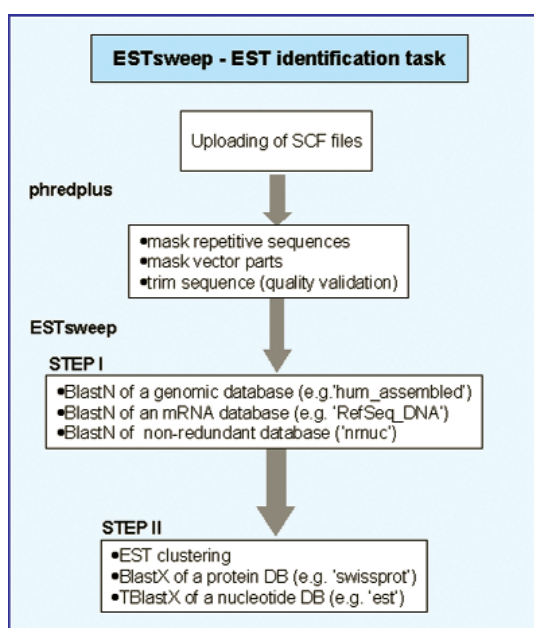 ESTsweep - EST identification task
Uploading of SCF files
phredplus
●mask repetitive sequences
●mask vector parts
●trim sequence (quality validation)
ESTsweep
STEP I
●BlastN of a genomic database (e.g.'hum_assembled')
●BlastN of an mRNA database (e.g. 'RefSeq_DNA')
●BlastN of non-redundant database ('nrnuc')
STEP II
●EST clustering
●BlastX of a protein DB (e.g. 'swissprot')
●TBlastX of a nucleotide DB (e.g. 'est')